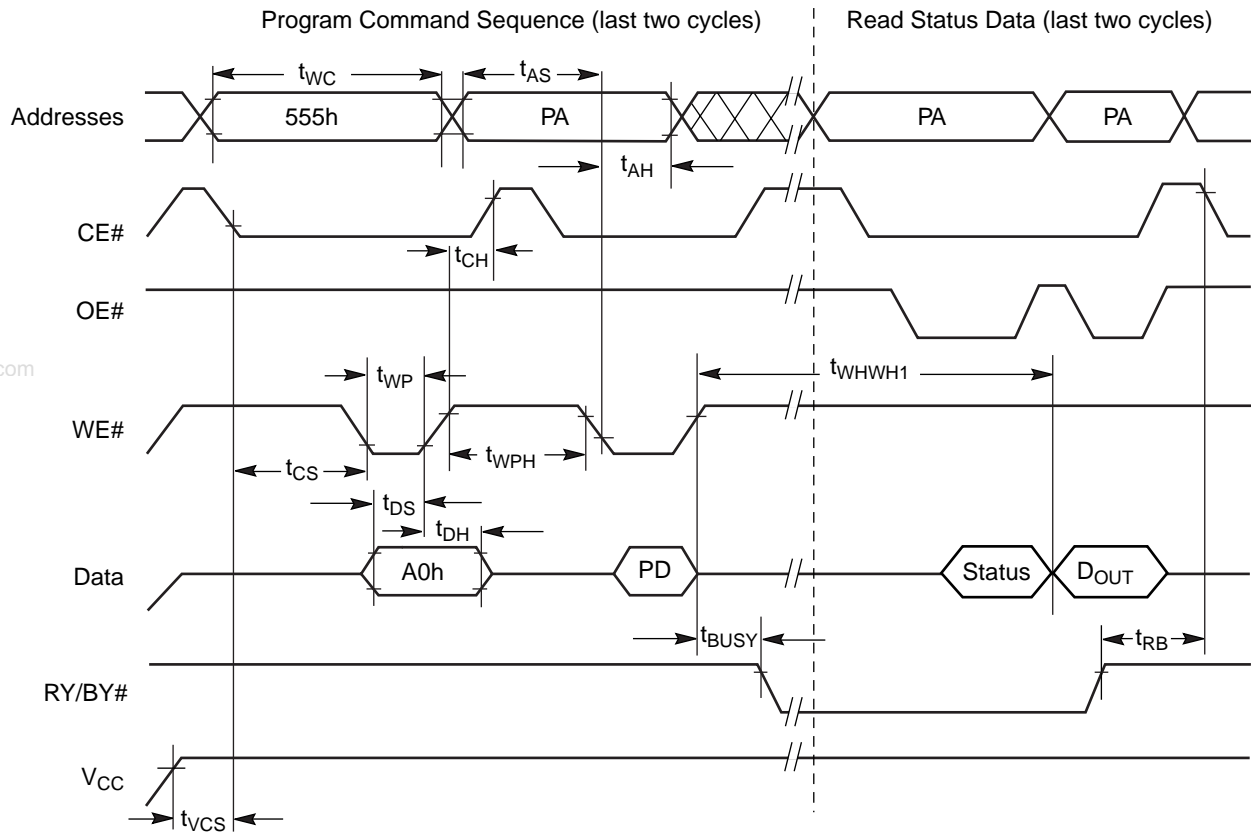 Program Command Sequence (last two cycles)
Read Status Data (last two cycles)
tWC
tAS
Addresses
555h
PA
PA
PA
tAH
CE#
tCH
OE#
com
tWP
tWHWH1
WE#
tWPH
tCS
tDS
tDH
Data
A0h
PD
Status
DOUT
tBUSY
tRB
RY/BY#
VCC
tVCS